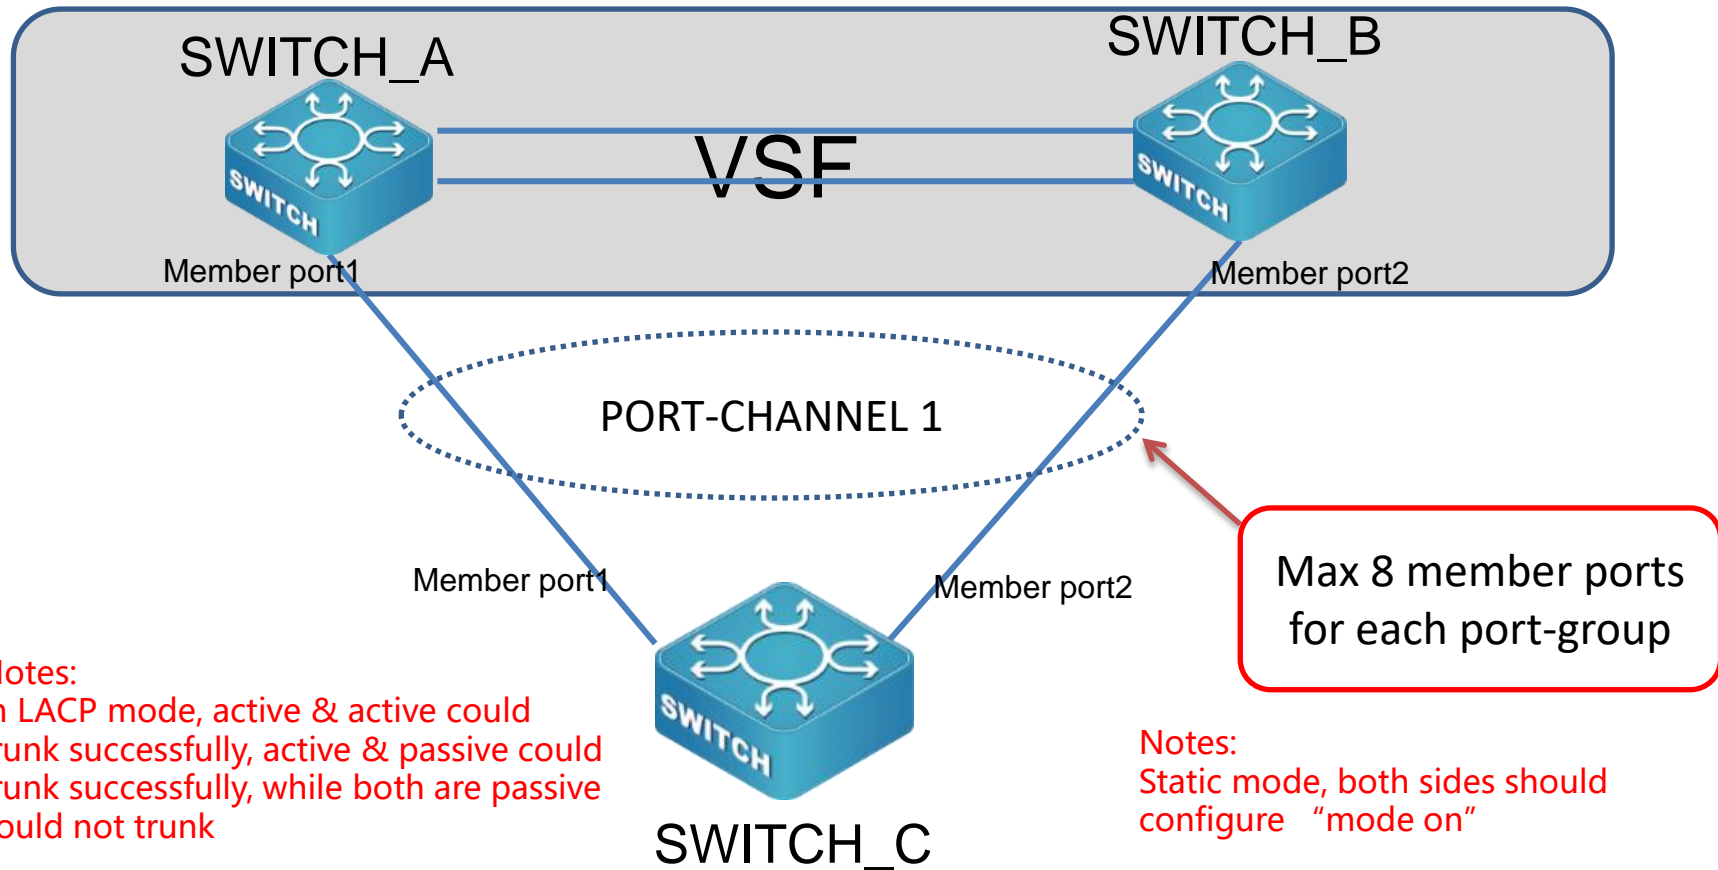 SWITCH_A
SWITCH_B
VSF
SWITCH
SWITCH
Member port1
Member port2
PORT-CHANNEL 1
Member port1
Member port2
Max 8 member ports
for each port-group
SWITCH
SWITCH_C
otes:
LACP mode, active & active could
runk successfully, active & passive could
runk successfully, while both are passive
ould not trunk
Notes:
Static mode, both sides should
configure "mode on"